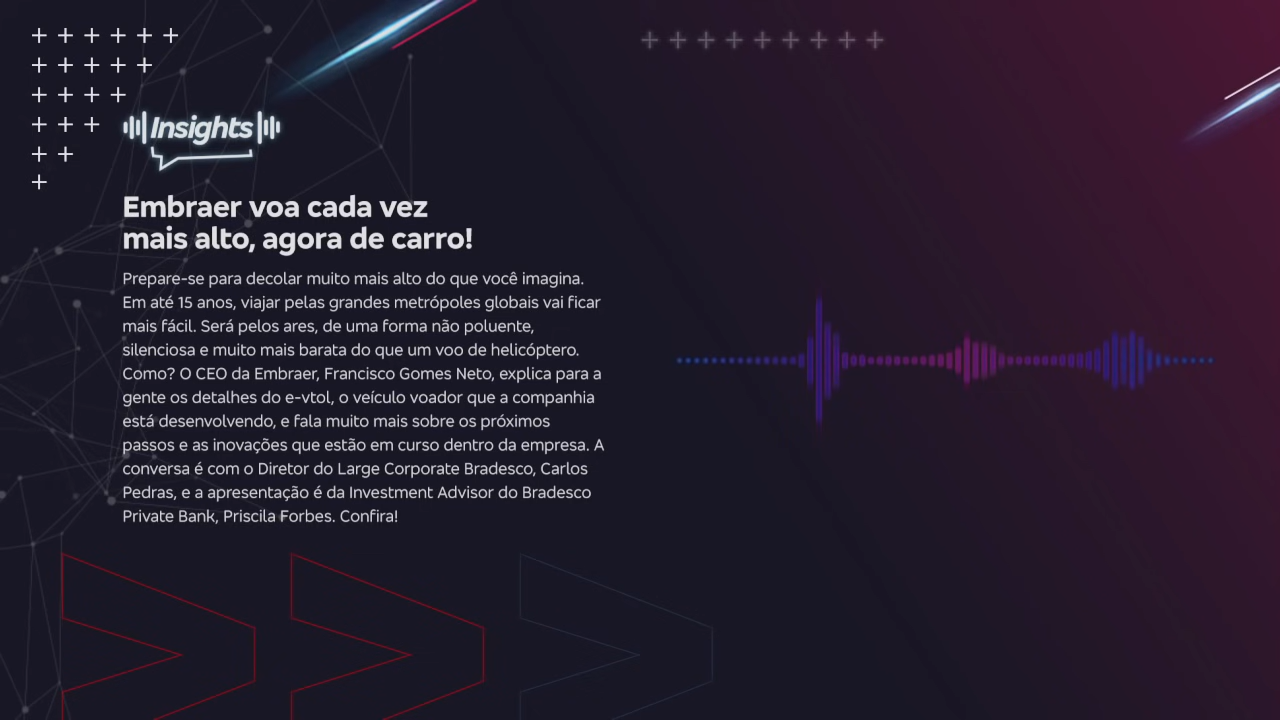 Insights
Embraer voa cada vez
mais alto, agora de carro!
Prepare-se para decolar muito mais alto do que você imagina.
Em até 15 anos, viajar pelas grandes metrópoles globais vai ficar
mais fácil. Será pelos ares, de uma forma não poluente,
silenciosa e muito mais barata do que um voo de helicóptero.
Como? O CEO da Embraer, Francisco Gomes Neto, explica para a
gente os detalhes do e-vtol, o veículo voador que a companhia
está desenvolvendo, e fala muito mais sobre os próximos
passos e as inovações que estão em curso dentro da empresa. A
conversa é com o Diretor do Large Corporate Bradesco, Carlos
Pedras, e a apresentação é da Investment Advisor do Bradesco
Private Bank, Priscila Forbes. Confira!